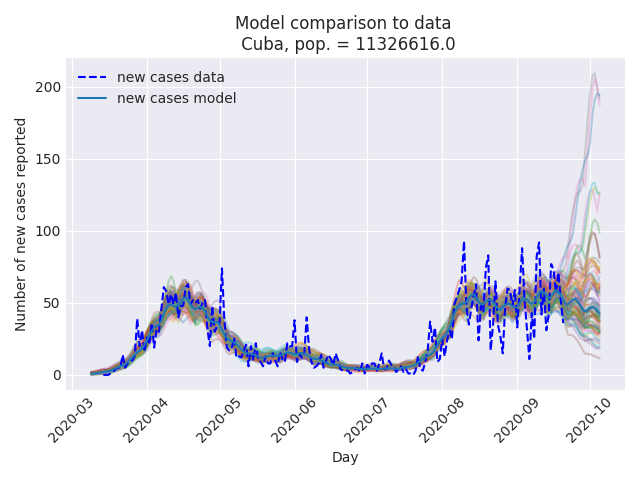 Model comparison to data
Cuba, pop. = 11326616.0
new cases data
new cases model
Number of new cases reported
200
150
100
50
0
2020-03
2020-04
2020-05
2020-06
2020-07
2020-08
2020-09
2020-10
Day